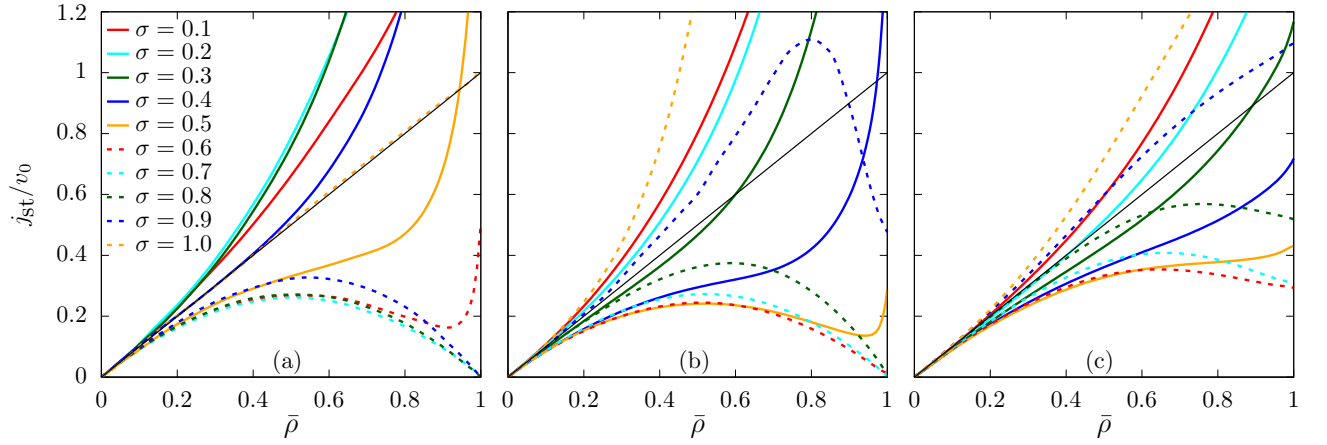 1.2
1
0.8
0.6
0.4
0.2
0
j_st/v_0
σ = 0.1
σ = 0.2
σ = 0.3
σ = 0.4
σ = 0.5
σ = 0.6
σ = 0.7
σ = 0.8
σ = 0.9
σ = 1.0
(a)
(b)
(c)
0 0.2 0.4 0.6 0.8 1
0 0.2 0.4 0.6 0.8 1
0 0.2 0.4 0.6 0.8 1
ρ̄
ρ̄
ρ̄